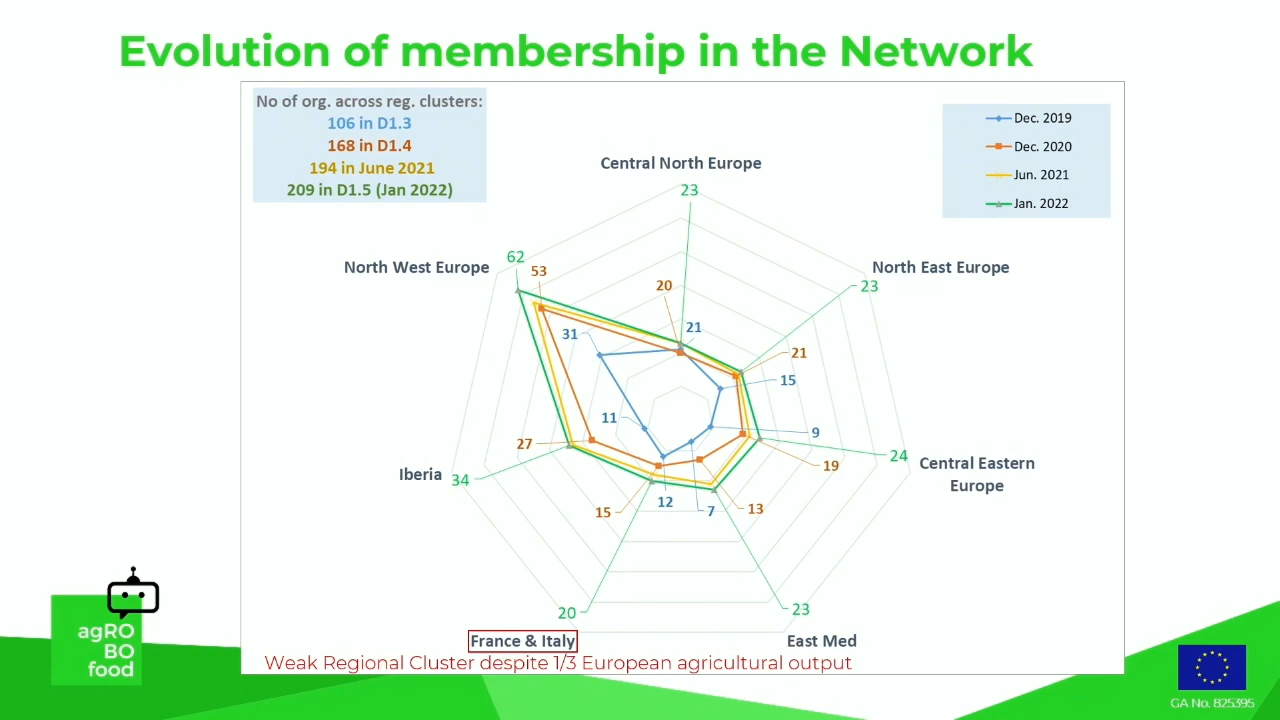 Evolution of membership in the Network
No of org. across reg. clusters:
106 in D1.3
168 in D1.4
194 in June 2021
209 in D1.5 (Jan 2022)
Dec. 2019
Dec. 2020
Jun. 2021
Jan. 2022
Central North Europe
23
North West Europe
62
53
20
21
31
North East Europe
23
21
15
11
9
27
19
24
Central Eastern
Europe
Iberia
34
15
12
7
13
20
23
France & Italy
East Med
Weak Regional Cluster despite 1/3 European agricultural output
agRO
BO
food
GA No. 825395